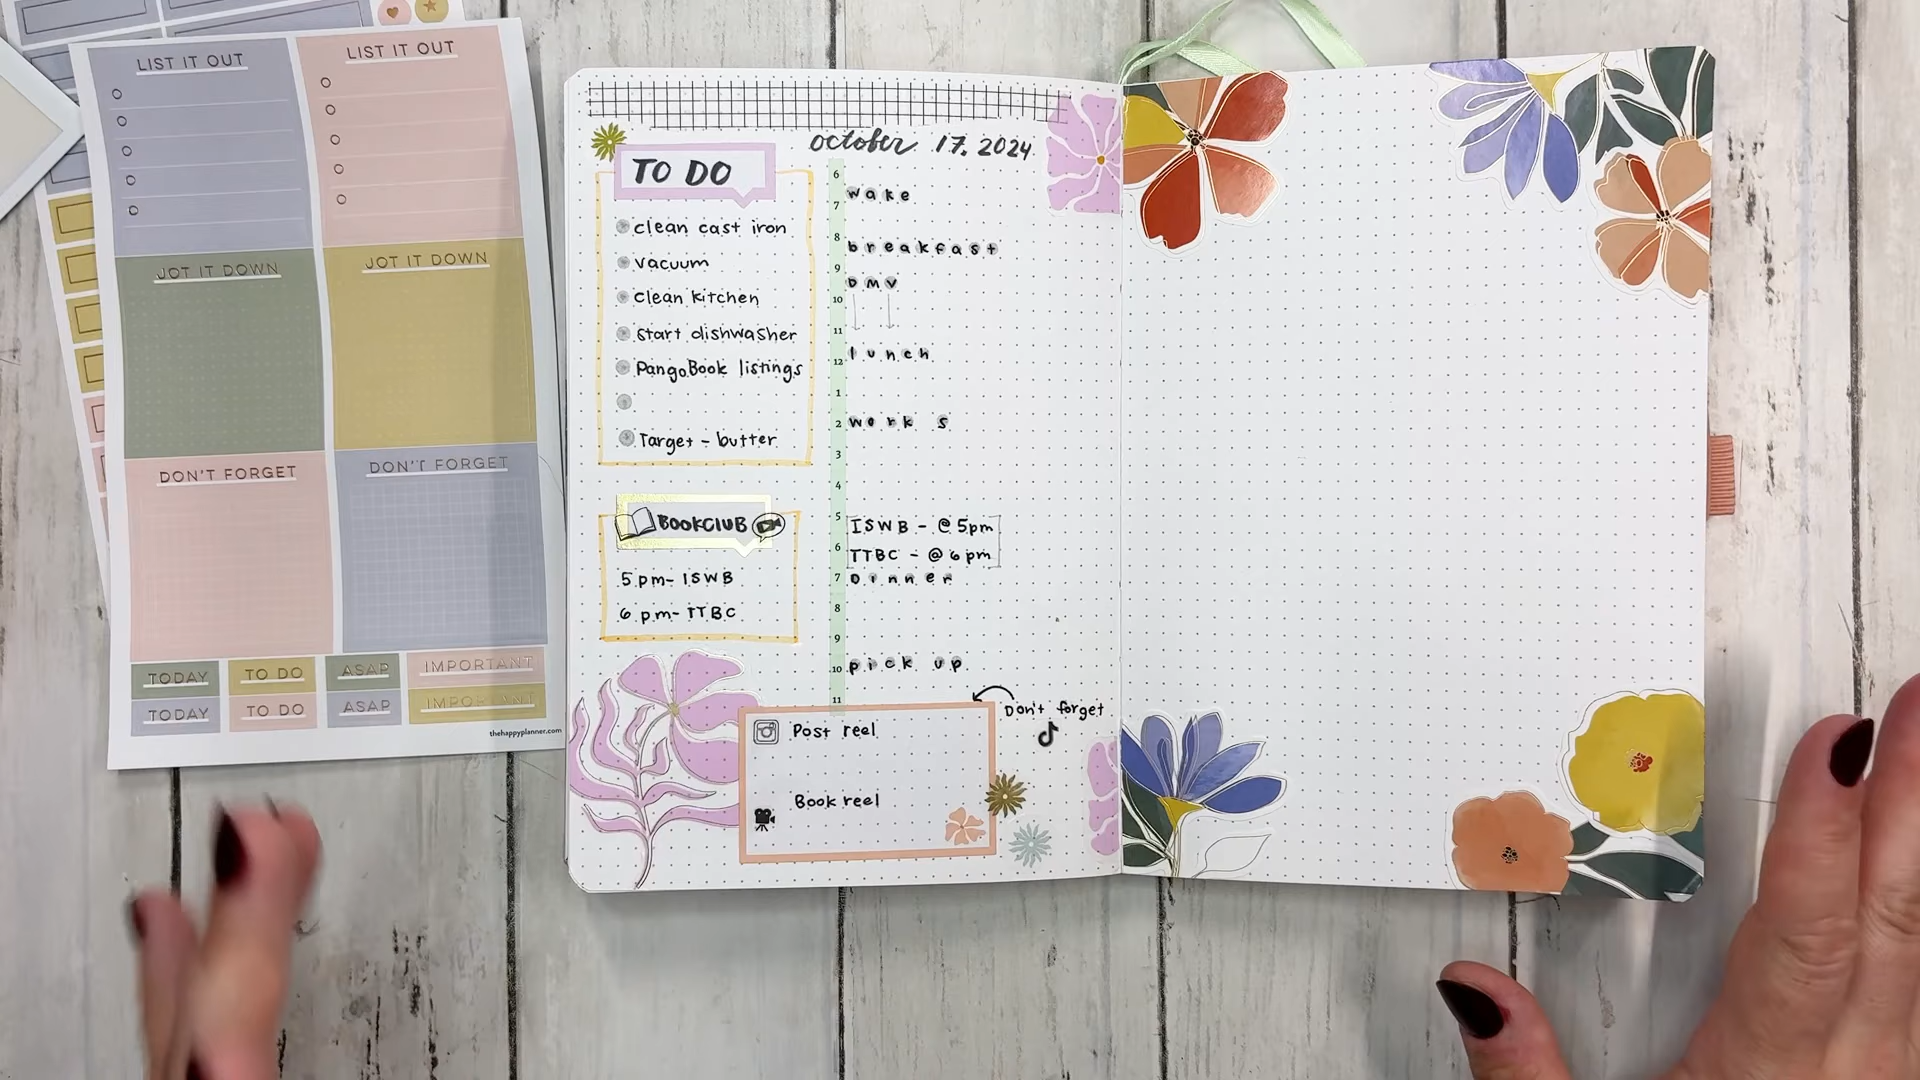 LIST IT OUT
LIST IT OUT
JOT IT DOWN
JOT IT DOWN
DON'T FORGET
DON'T FORGET
TODAY
TO DO
ASAP
IMPORTANT
TODAY
TO DO
ASAP
IMPORTANT
thehappyplanner.com
october 17, 2024
TO DO
clean cast iron
vacuum
clean kitchen
start dishwasher
PangoBook listings
Target - butter
BOOKCLUB
5 pm- ISWB
6 pm- TTBC
6
wake
7
8
breakfast
9
DMV
10
11
lunch
12
1
2
work S
3
4
5
ISWB - @ 5pm
6
TTBC - @ 6 pm
7
Dinner
8
9
10
pick up
11
Don't forget
Post reel
Book reel